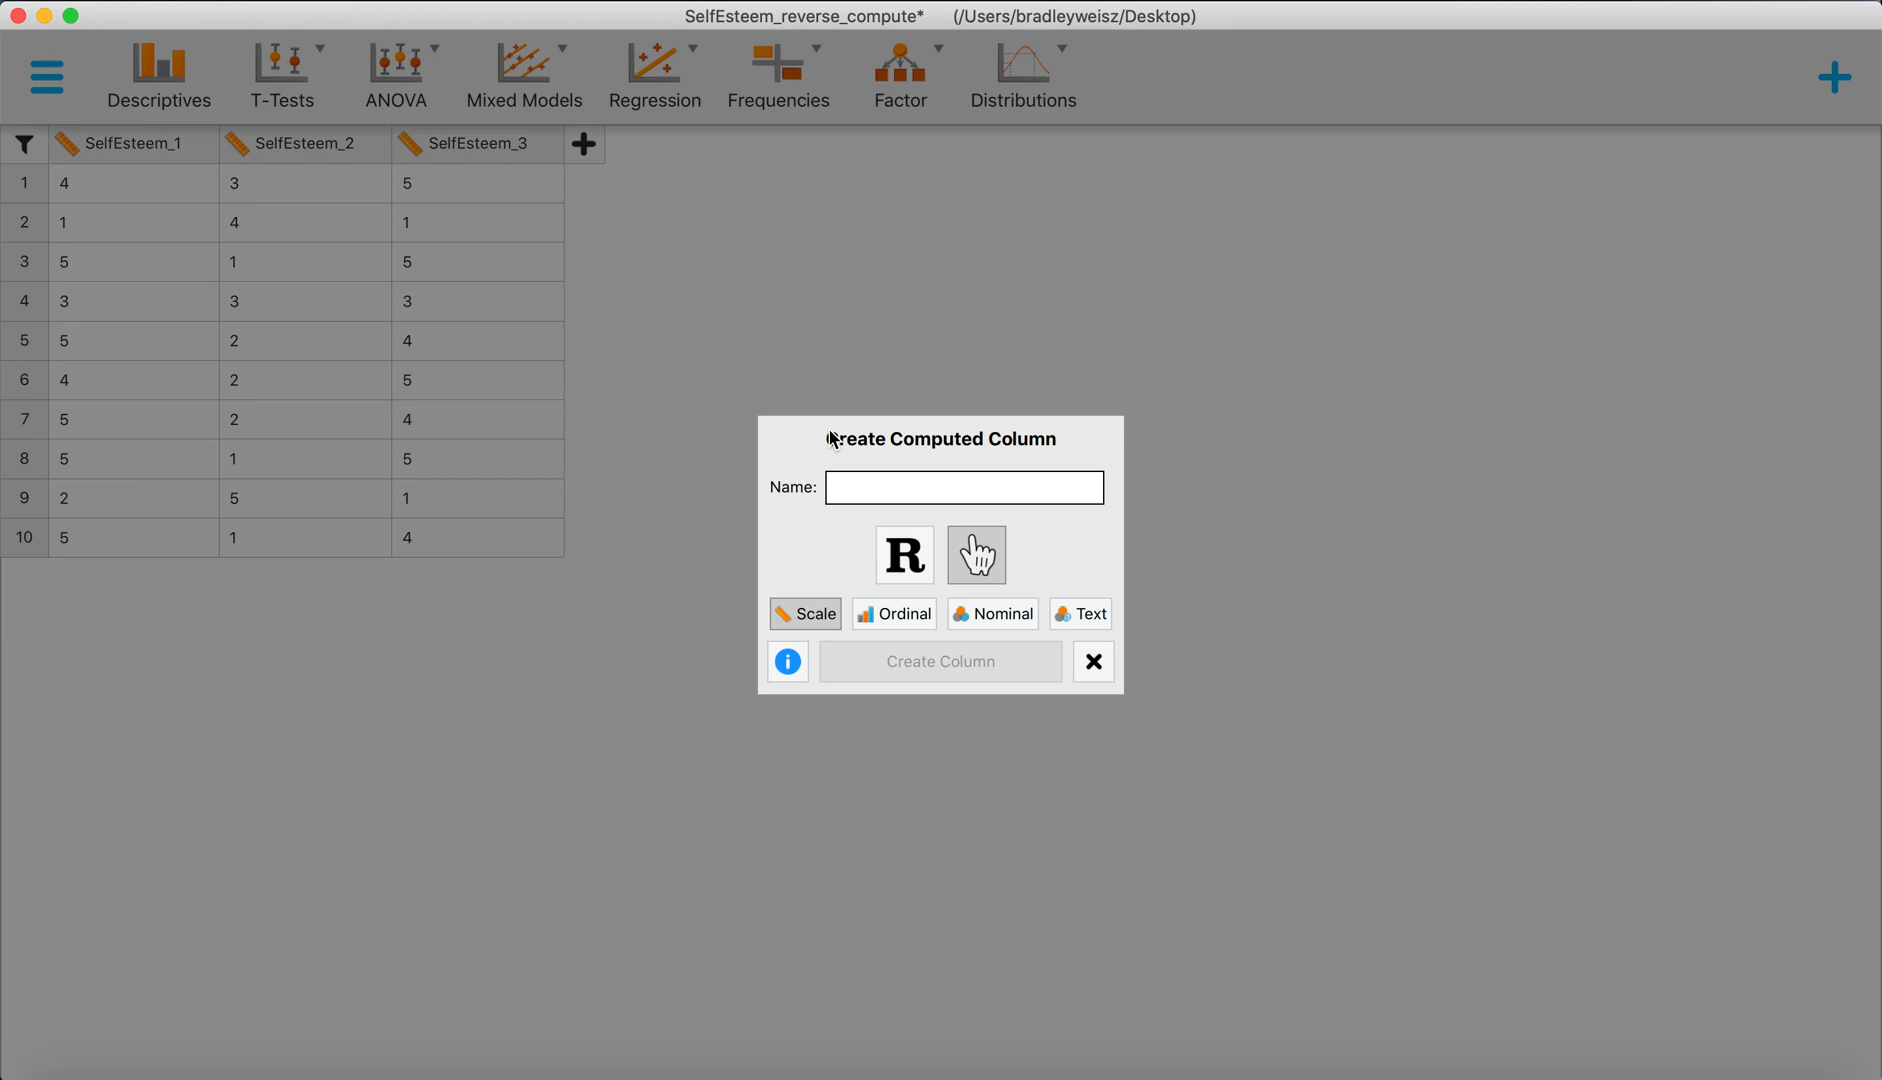 SelfEsteem_reverse_compute* (/Users/bradleyweisz/Desktop)
Descriptives T-Tests ANOVA Mixed Models Regression Frequencies Factor Distributions
SelfEsteem_1 SelfEsteem_2 SelfEsteem_3
1 4 3 5
2 1 4 1
3 5 1 5
4 3 3 3
5 5 2 4
6 4 2 5
7 5 2 4
8 5 1 5
9 2 5 1
10 5 1 4
Create Computed Column
Name:
R
Scale Ordinal Nominal Text
i Create Column